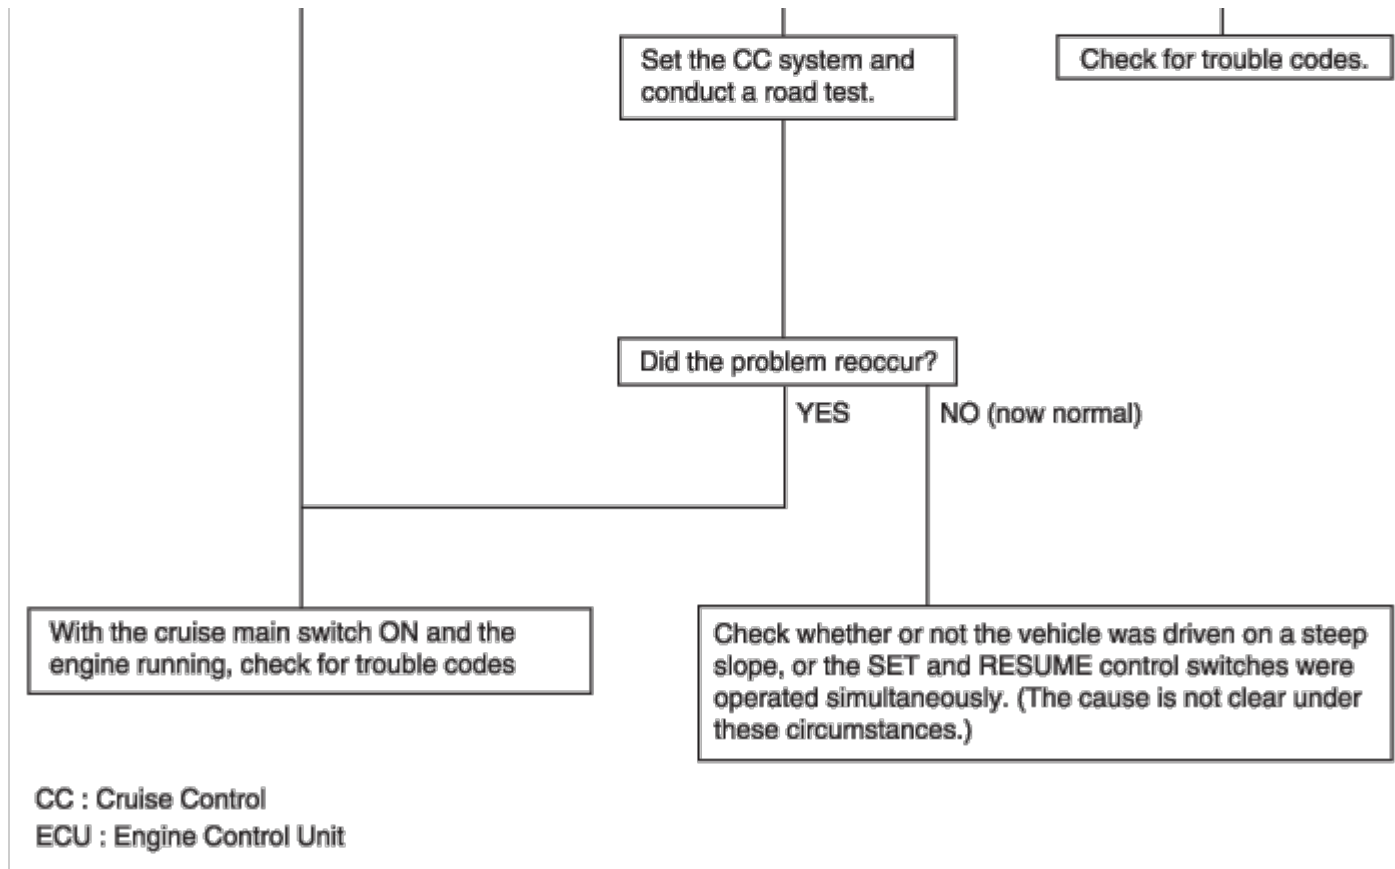 Set the CC system and
conduct a road test.
Check for trouble codes.
Did the problem reoccur?
YES
NO (now normal)
With the cruise main switch ON and the
engine running, check for trouble codes
Check whether or not the vehicle was driven on a steep
slope, or the SET and RESUME control switches were
operated simultaneously. (The cause is not clear under
these circumstances.)
CC : Cruise Control
ECU : Engine Control Unit